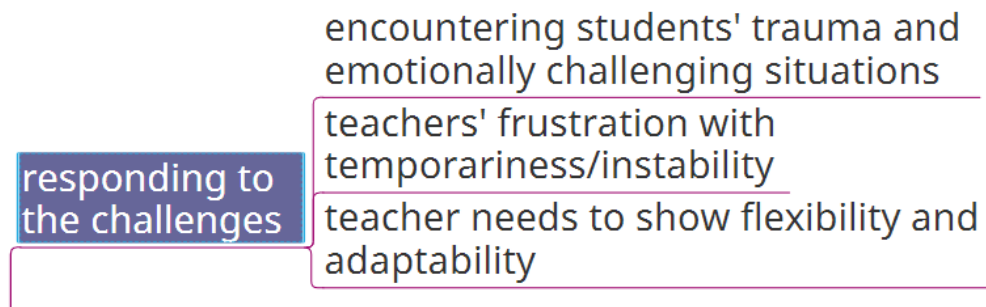 encountering students' trauma and
emotionally challenging situations
teachers' frustration with
temporariness/instability
responding to
the challenges
teacher needs to show flexibility and
adaptability